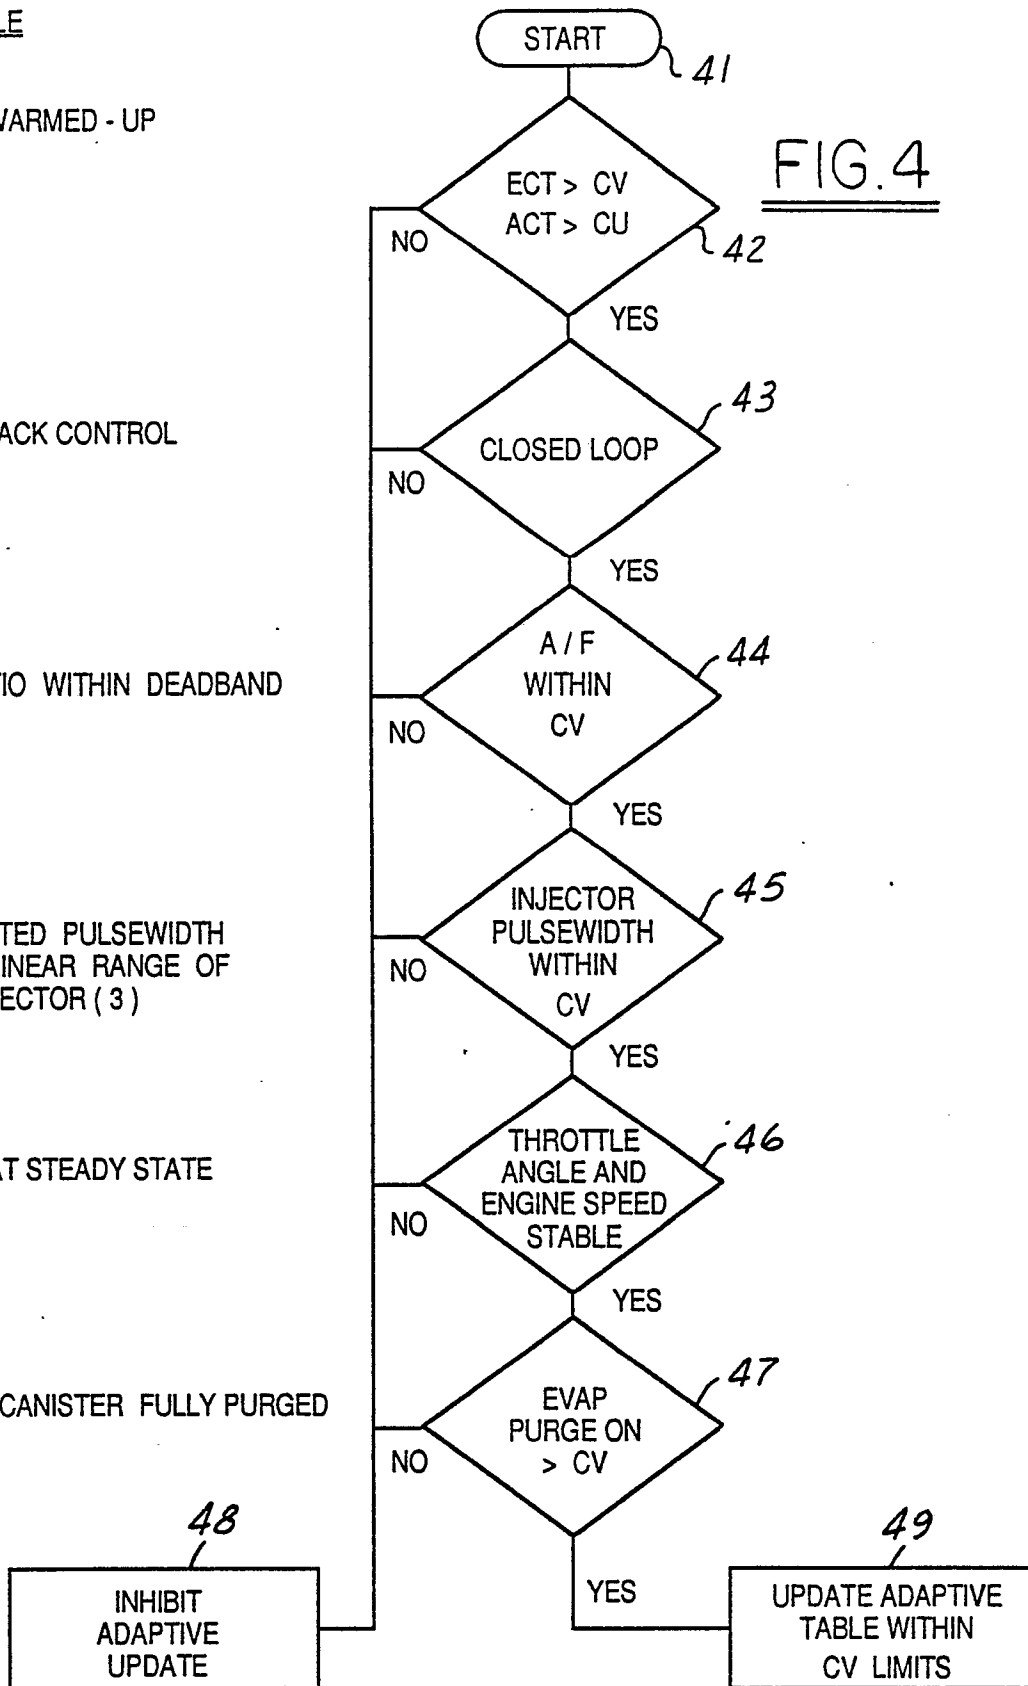 LE
START
41
WARMED - UP
FIG.4
ECT > CV
ACT > CU
42
NO
YES
43
ACK CONTROL
CLOSED LOOP
NO
YES
A / F
WITHIN
CV
44
TIO WITHIN DEADBAND
NO
YES
45
INJECTOR
PULSEWIDTH
WITHIN
CV
TED PULSEWIDTH
INEAR RANGE OF
ECTOR ( 3 )
NO
YES
46
THROTTLE
ANGLE AND
ENGINE SPEED
STABLE
AT STEADY STATE
NO
YES
47
EVAP
PURGE ON
> CV
CANISTER FULLY PURGED
NO
48
49
YES
INHIBIT
ADAPTIVE
UPDATE
UPDATE ADAPTIVE
TABLE WITHIN
CV LIMITS